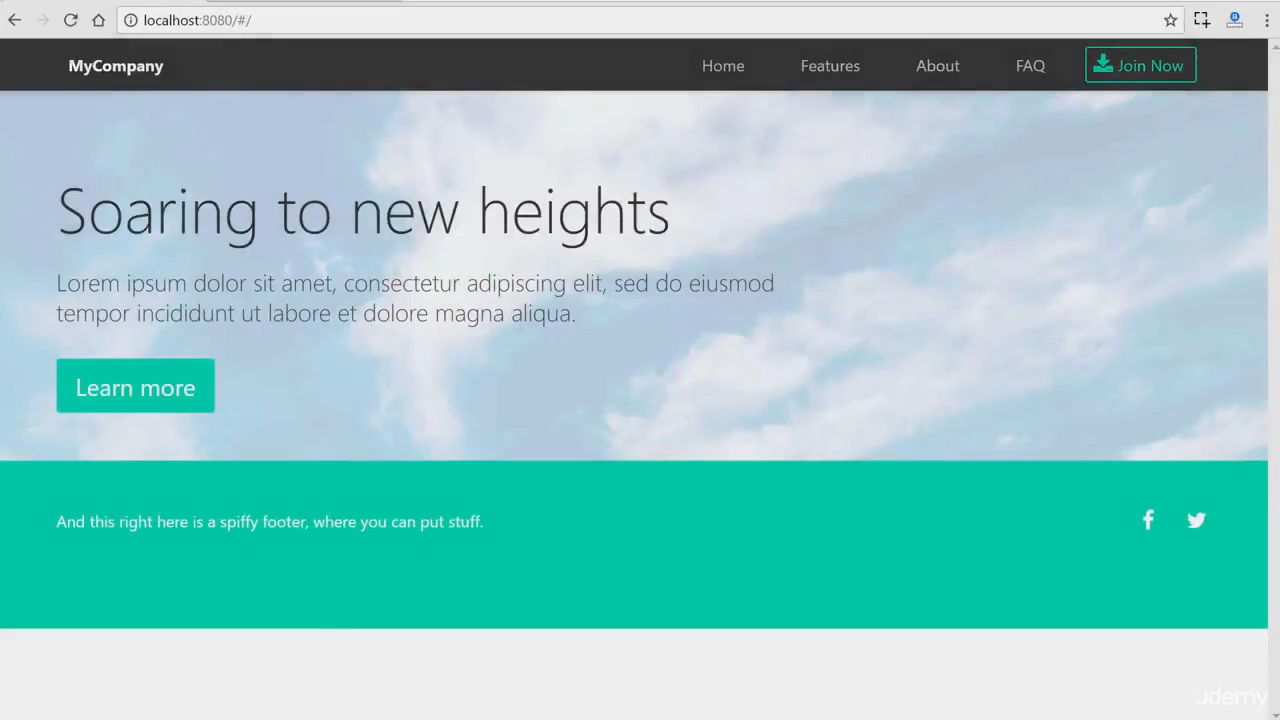 localhost:8080/#/
MyCompany
Home
Features
About
FAQ
Join Now
Soaring to new heights
Lorem ipsum dolor sit amet, consectetur adipiscing elit, sed do eiusmod
tempor incididunt ut labore et dolore magna aliqua.
Learn more
And this right here is a spiffy footer, where you can put stuff.
udemy